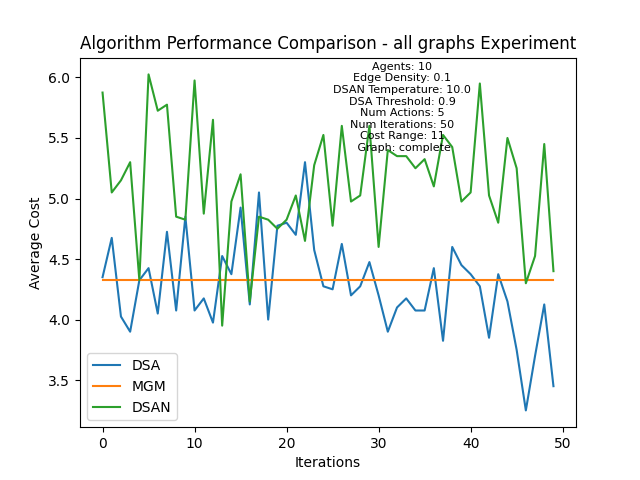 Algorithm Performance Comparison - all graphs Experiment
Agents: 10
Edge Density: 0.1
DSAN Temperature: 10.0
DSA Threshold: 0.9
Num Actions: 5
Num Iterations: 50
Cost Range: 11
Graph: complete
Average Cost
6.0
5.5
5.0
4.5
4.0
3.5
DSA
MGM
DSAN
0
10
20
30
40
50
Iterations